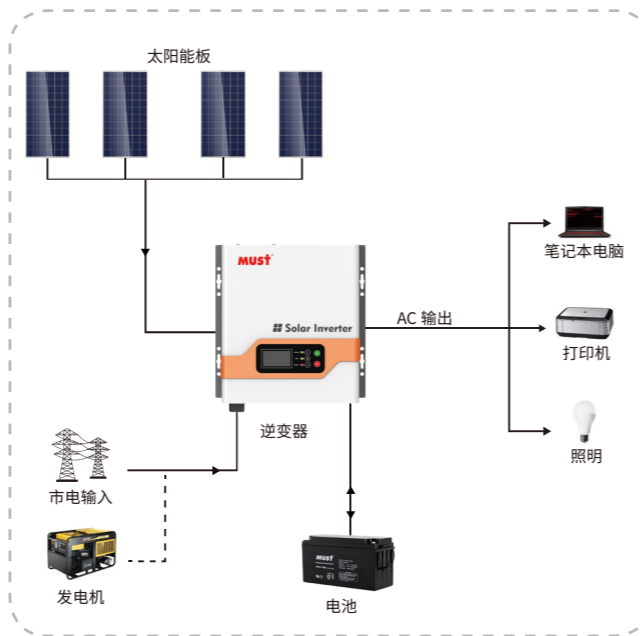 太阳能板
MUST
Solar Inverter
笔记本电脑
AC 输出
打印机
逆变器
照明
市电输入
MUST
发电机
电池